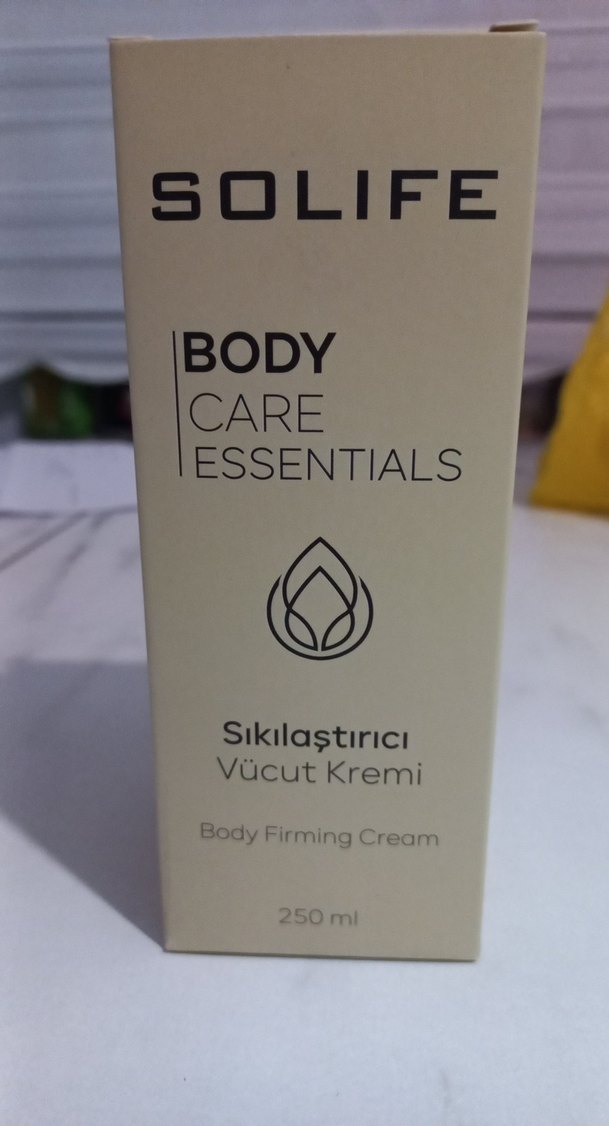 SOLIFE
BODY
CARE
ESSENTIALS
Sıkılaştırıcı
Vücut Kremi
Body Firming Cream
250 ml